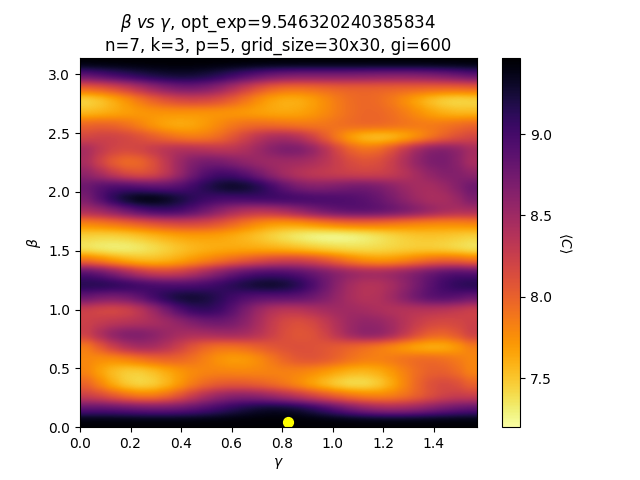 β vs γ, opt_exp=9.546320240385834
n=7, k=3, p=5, grid_size=30x30, gi=600
3.0
2.5
2.0
1.5
1.0
0.5
0.0
β
0.0 0.2 0.4 0.6 0.8 1.0 1.2 1.4
γ
9.0
8.5
8.0
7.5
⟨C⟩